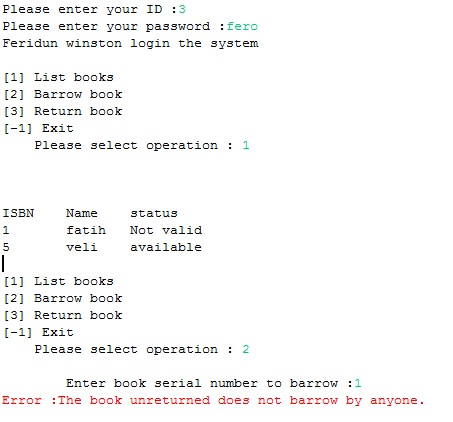 Please enter your ID :3
Please enter your password :fero
Feridun winston login the system
[1] List books
[2] Barrow book
[3] Return book
[-1] Exit
Please select operation : 1
ISBN Name status
1 fatih Not valid
5 veli available
[1] List books
[2] Barrow book
[3] Return book
[-1] Exit
Please select operation : 2
Enter book serial number to barrow :1
Error :The book unreturned does not barrow by anyone.